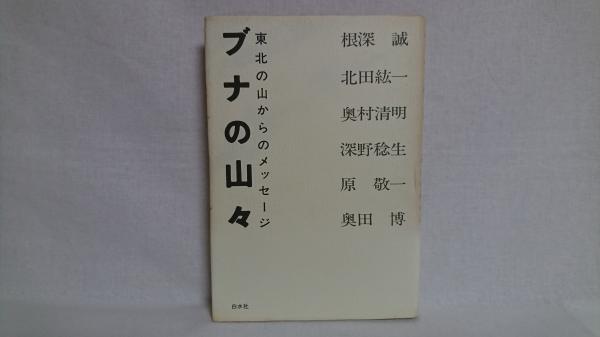 根深 誠
北田紘一
奥村清明
深野稔生
原 敬一
奥田 博
東北の山からのメッセージ
ブナの山々
白水社